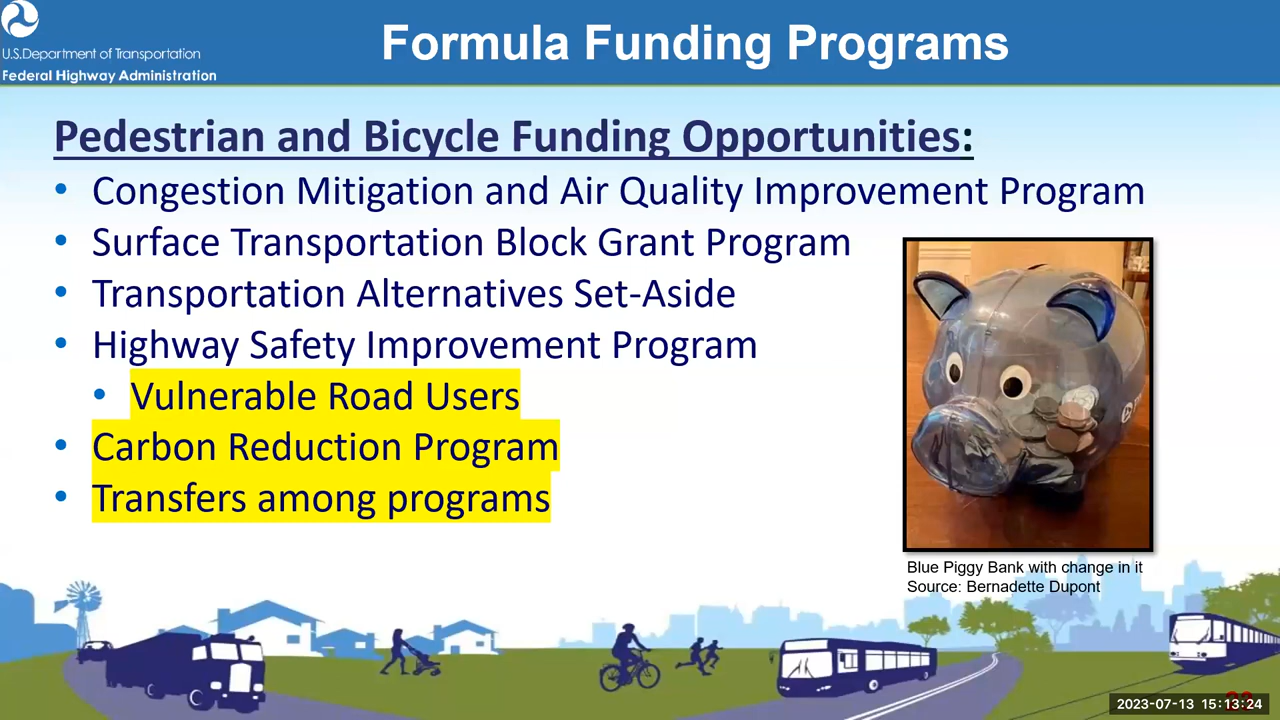 U.S.Department of Transportation
Federal Highway Administration
Formula Funding Programs
Pedestrian and Bicycle Funding Opportunities:
• Congestion Mitigation and Air Quality Improvement Program
• Surface Transportation Block Grant Program
• Transportation Alternatives Set-Aside
• Highway Safety Improvement Program
• Vulnerable Road Users
• Carbon Reduction Program
• Transfers among programs
Blue Piggy Bank with change in it
Source: Bernadette Dupont
2023-07-13 15:13:24